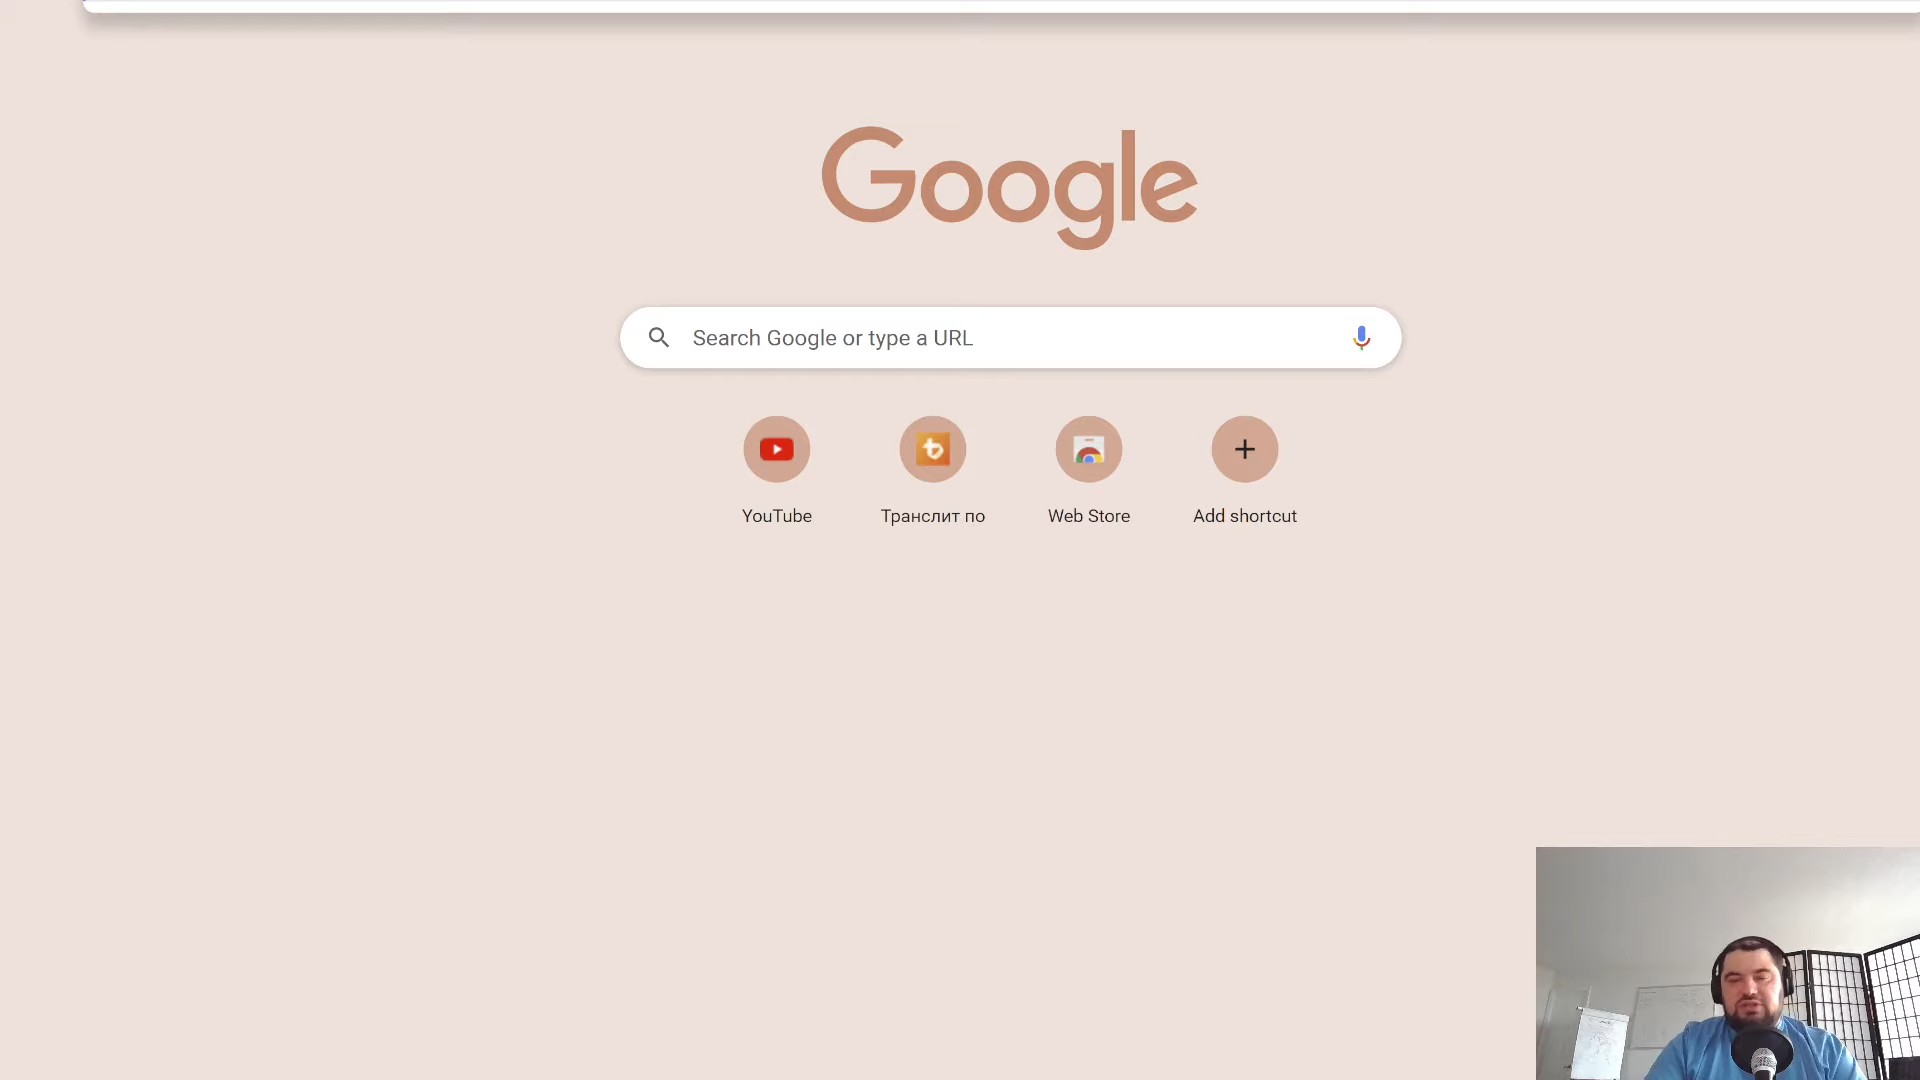 Google
Search Google or type a URL
YouTube
Транслит по
Web Store
Add shortcut